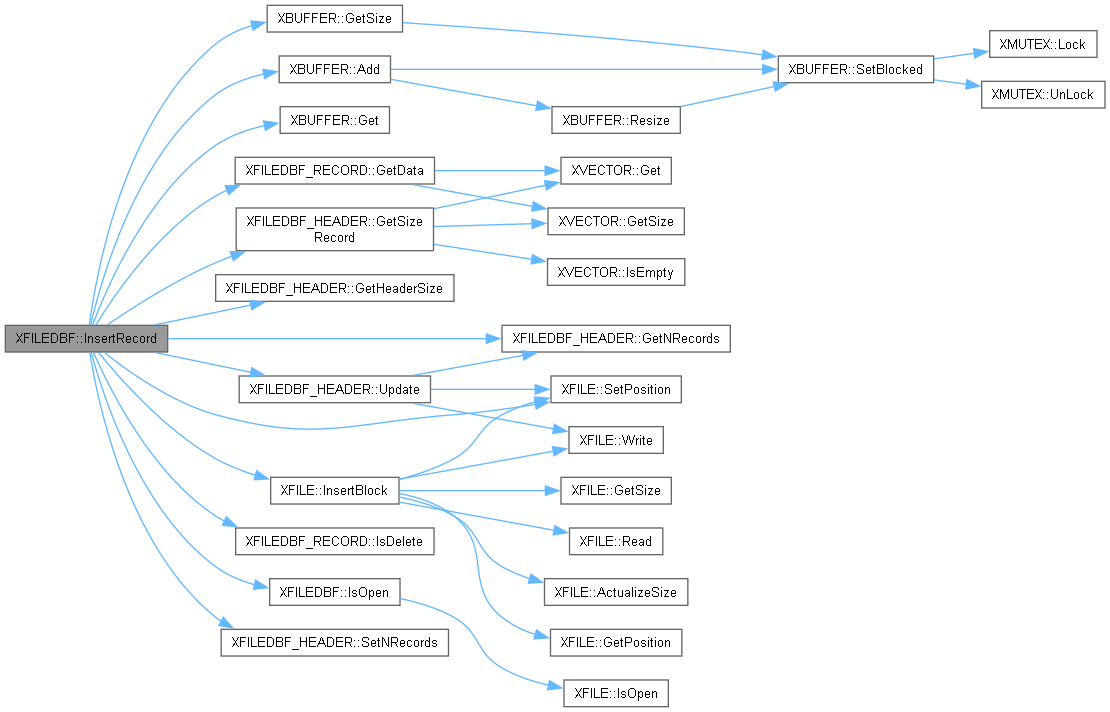 XBUFFER::GetSize
XMUTEX::Lock
XBUFFER::Add
XBUFFER::SetBlocked
XMUTEX::UnLock
XBUFFER::Get
XBUFFER::Resize
XFILEDBF_RECORD::GetData
XVECTOR::Get
XFILEDBF_HEADER::GetSize
Record
XVECTOR::GetSize
XVECTOR::IsEmpty
XFILEDBF_HEADER::GetHeaderSize
XFILEDBF::InsertRecord
XFILEDBF_HEADER::GetNRecords
XFILEDBF_HEADER::Update
XFILE::SetPosition
XFILE::Write
XFILE::InsertBlock
XFILE::GetSize
XFILEDBF_RECORD::IsDelete
XFILE::Read
XFILEDBF::IsOpen
XFILE::ActualizeSize
XFILEDBF_HEADER::SetNRecords
XFILE::GetPosition
XFILE::IsOpen